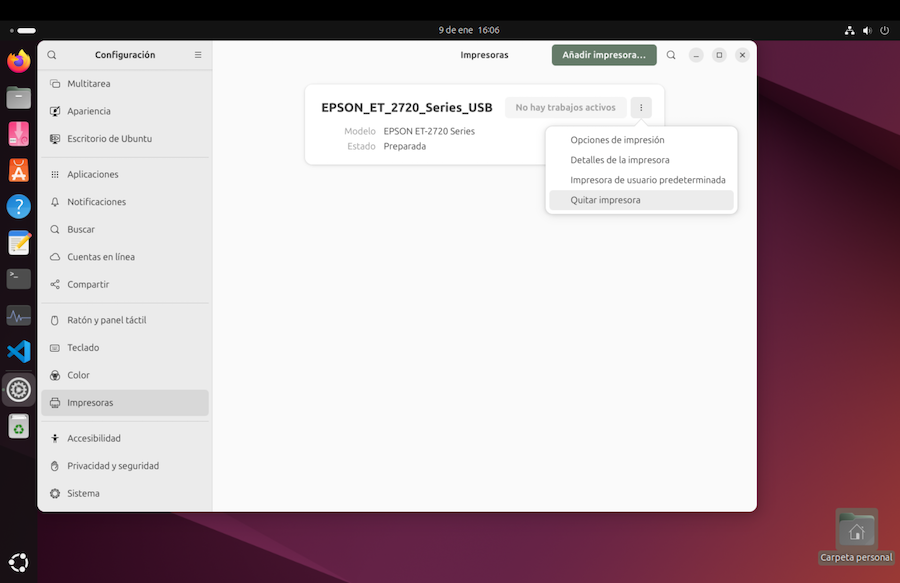 9 de ene 16:06
Configuración
Impresoras
Añadir impresora...
Multitarea
Apariencia
Escritorio de Ubuntu
Aplicaciones
Notificaciones
Buscar
Cuentas en línea
Compartir
Ratón y panel táctil
Teclado
Color
Impresoras
Accesibilidad
Privacidad y seguridad
Sistema
EPSON_ET_2720_Series_USB
No hay trabajos activos
Modelo EPSON ET-2720 Series
Estado Preparada
Opciones de impresión
Detalles de la impresora
Impresora de usuario predeterminada
Quitar impresora
Carpeta personal